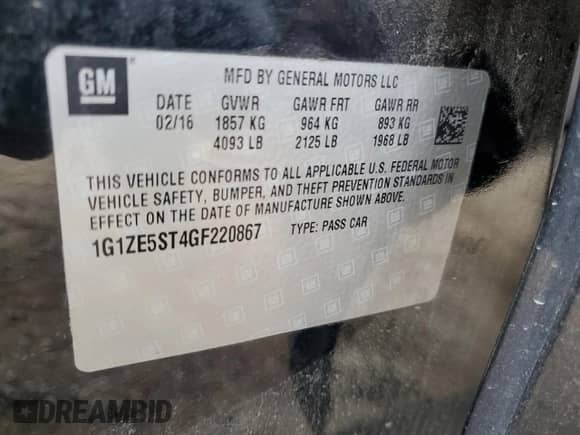 GM
MFD BY GENERAL MOTORS LLC
DATE GVWR GAWR FRT GAWR RR
02/16 1857 KG 964 KG 893 KG
4093 LB 2125 LB 1968 LB
THIS VEHICLE CONFORMS TO ALL APPLICABLE U.S. FEDERAL MOTOR
VEHICLE SAFETY, BUMPER, AND THEFT PREVENTION STANDARDS IN
EFFECT ON THE DATE OF MANUFACTURE SHOWN ABOVE.
1G1ZE5ST4GF220867 TYPE: PASS CAR
DREAMBID